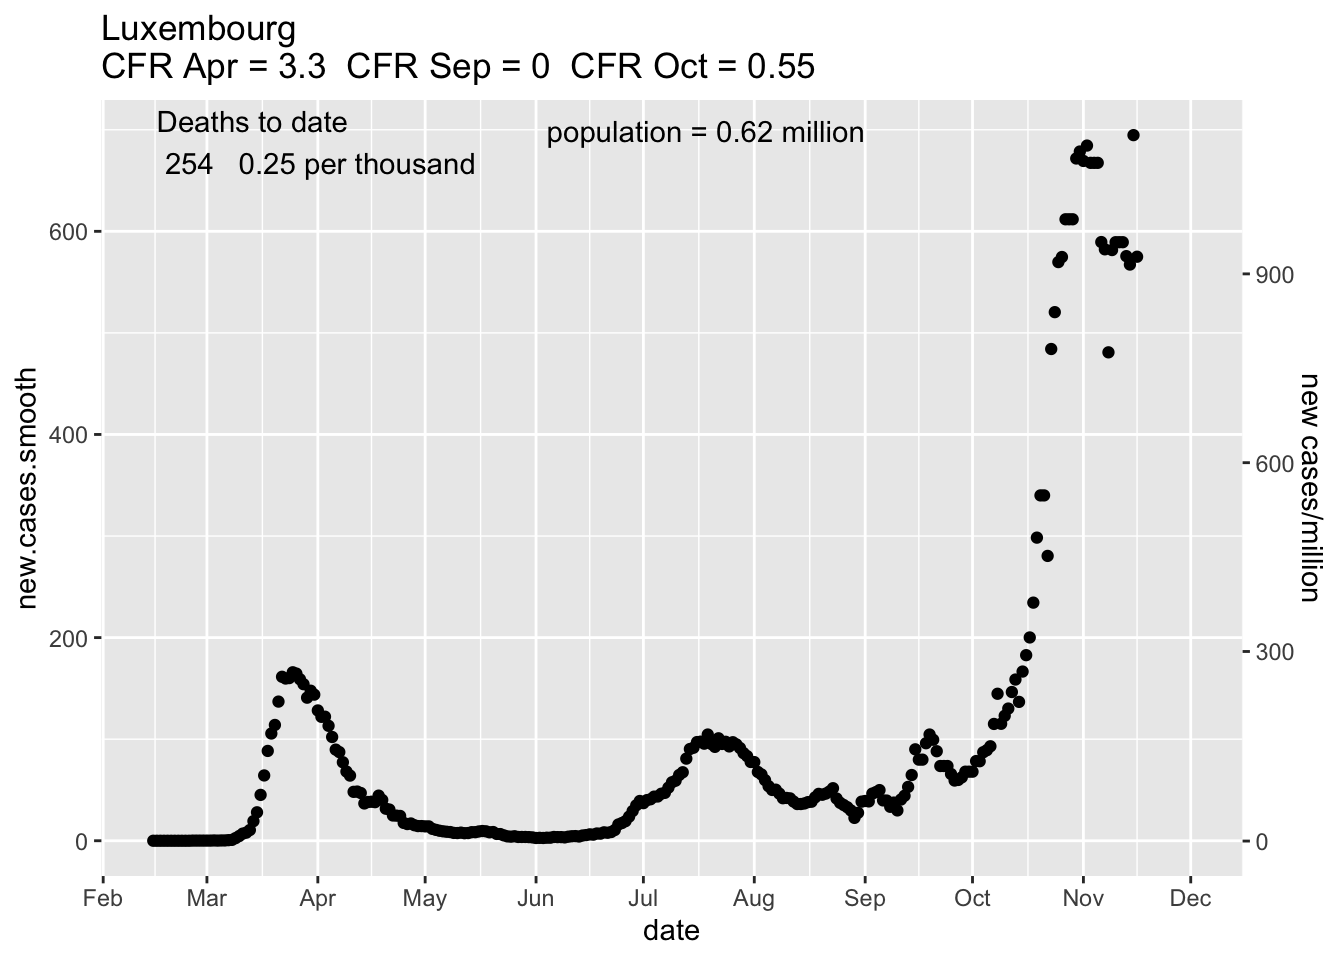 Luxembourg
CFR Apr = 3.3  CFR Sep = 0  CFR Oct = 0.55
Deaths to date
254   0.25 per thousand
population = 0.62 million
new.cases.smooth
600
400
200
0
900
600
300
0
new cases/million
Feb Mar Apr May Jun Jul Aug Sep Oct Nov Dec
date